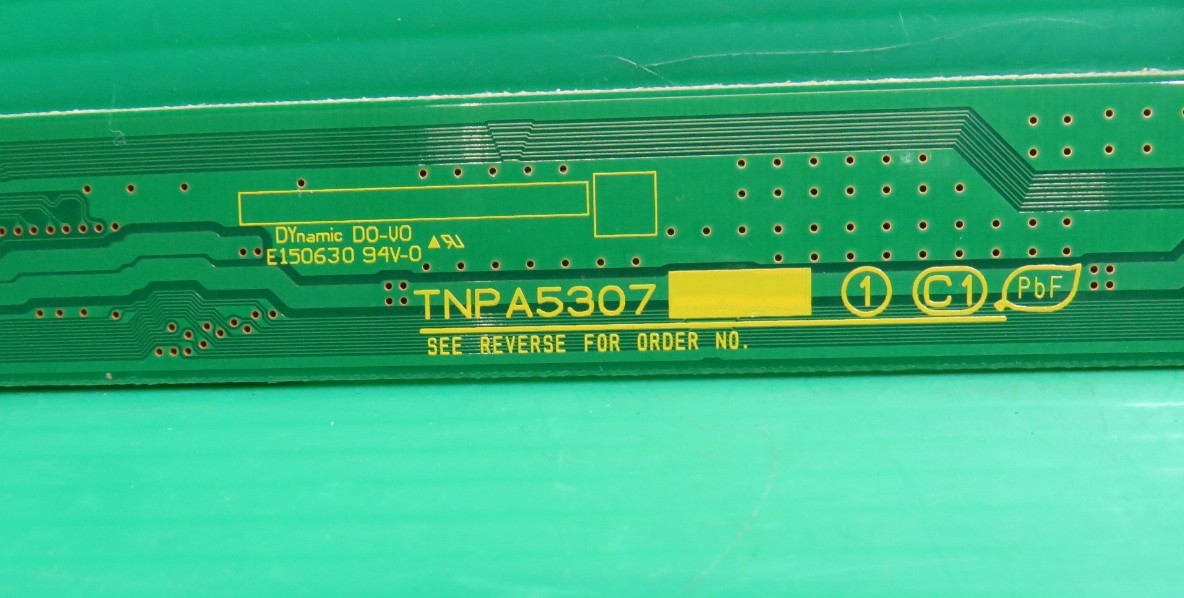 DYnamic DO-VO
E150630 94V-0
TNPA5307 1 C1 PbF
SEE REVERSE FOR ORDER NO.